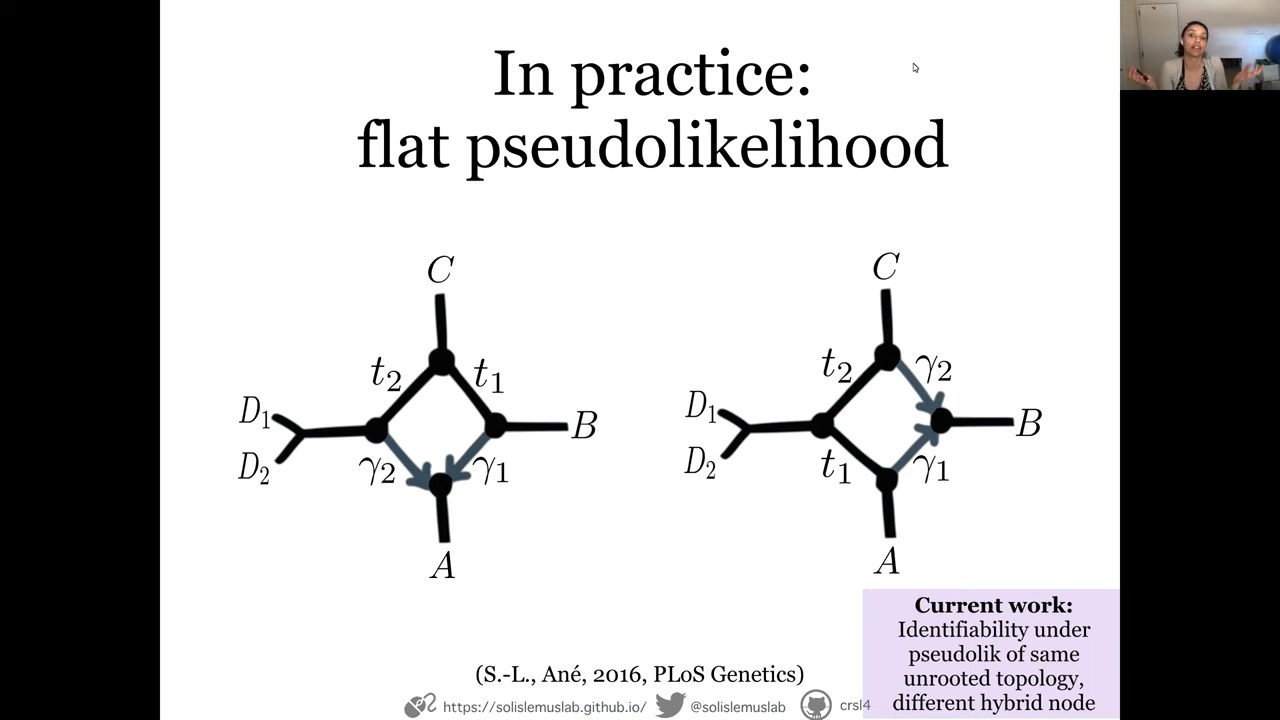 In practice:
flat pseudolikelihood
C
t₂ t₁
D₁
D₂
B
γ₂ γ₁
A
C
t₂ γ₂
D₁
D₂
B
t₁ γ₁
A
Current work:
Identifiability under
pseudolik of same
unrooted topology,
different hybrid node
(S.-L., Ané, 2016, PLoS Genetics)
https://solislemuslab.github.io/ @solislemuslab crsl4